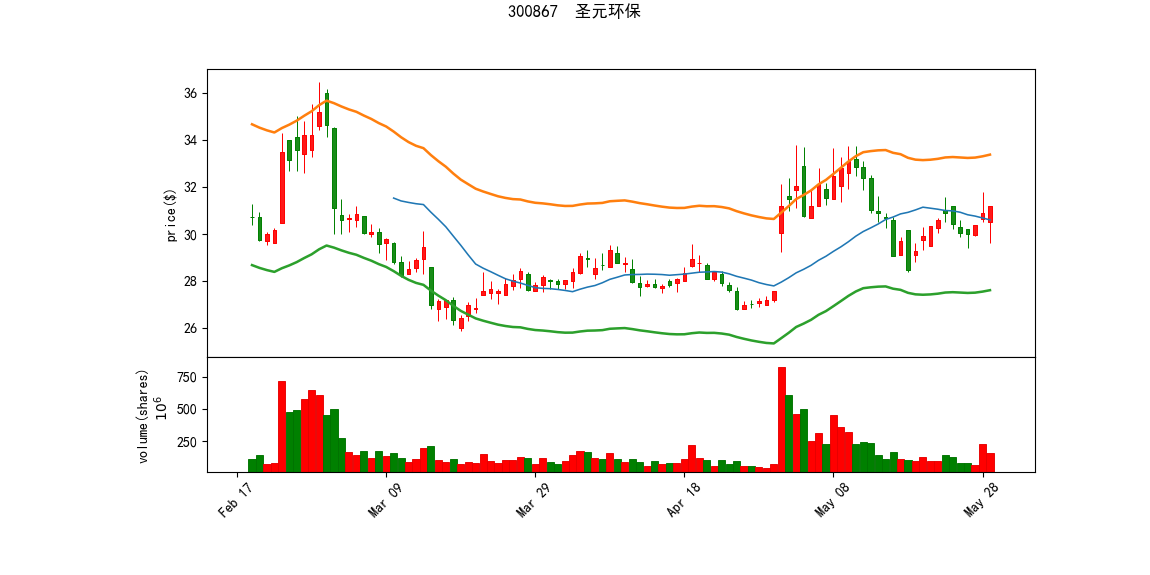 300867  圣元环保
36
34
32
30
28
26
price($)
750
500
250
volume(shares)
10^6
Feb 17
Mar 09
Mar 29
Apr 18
May 08
May 28